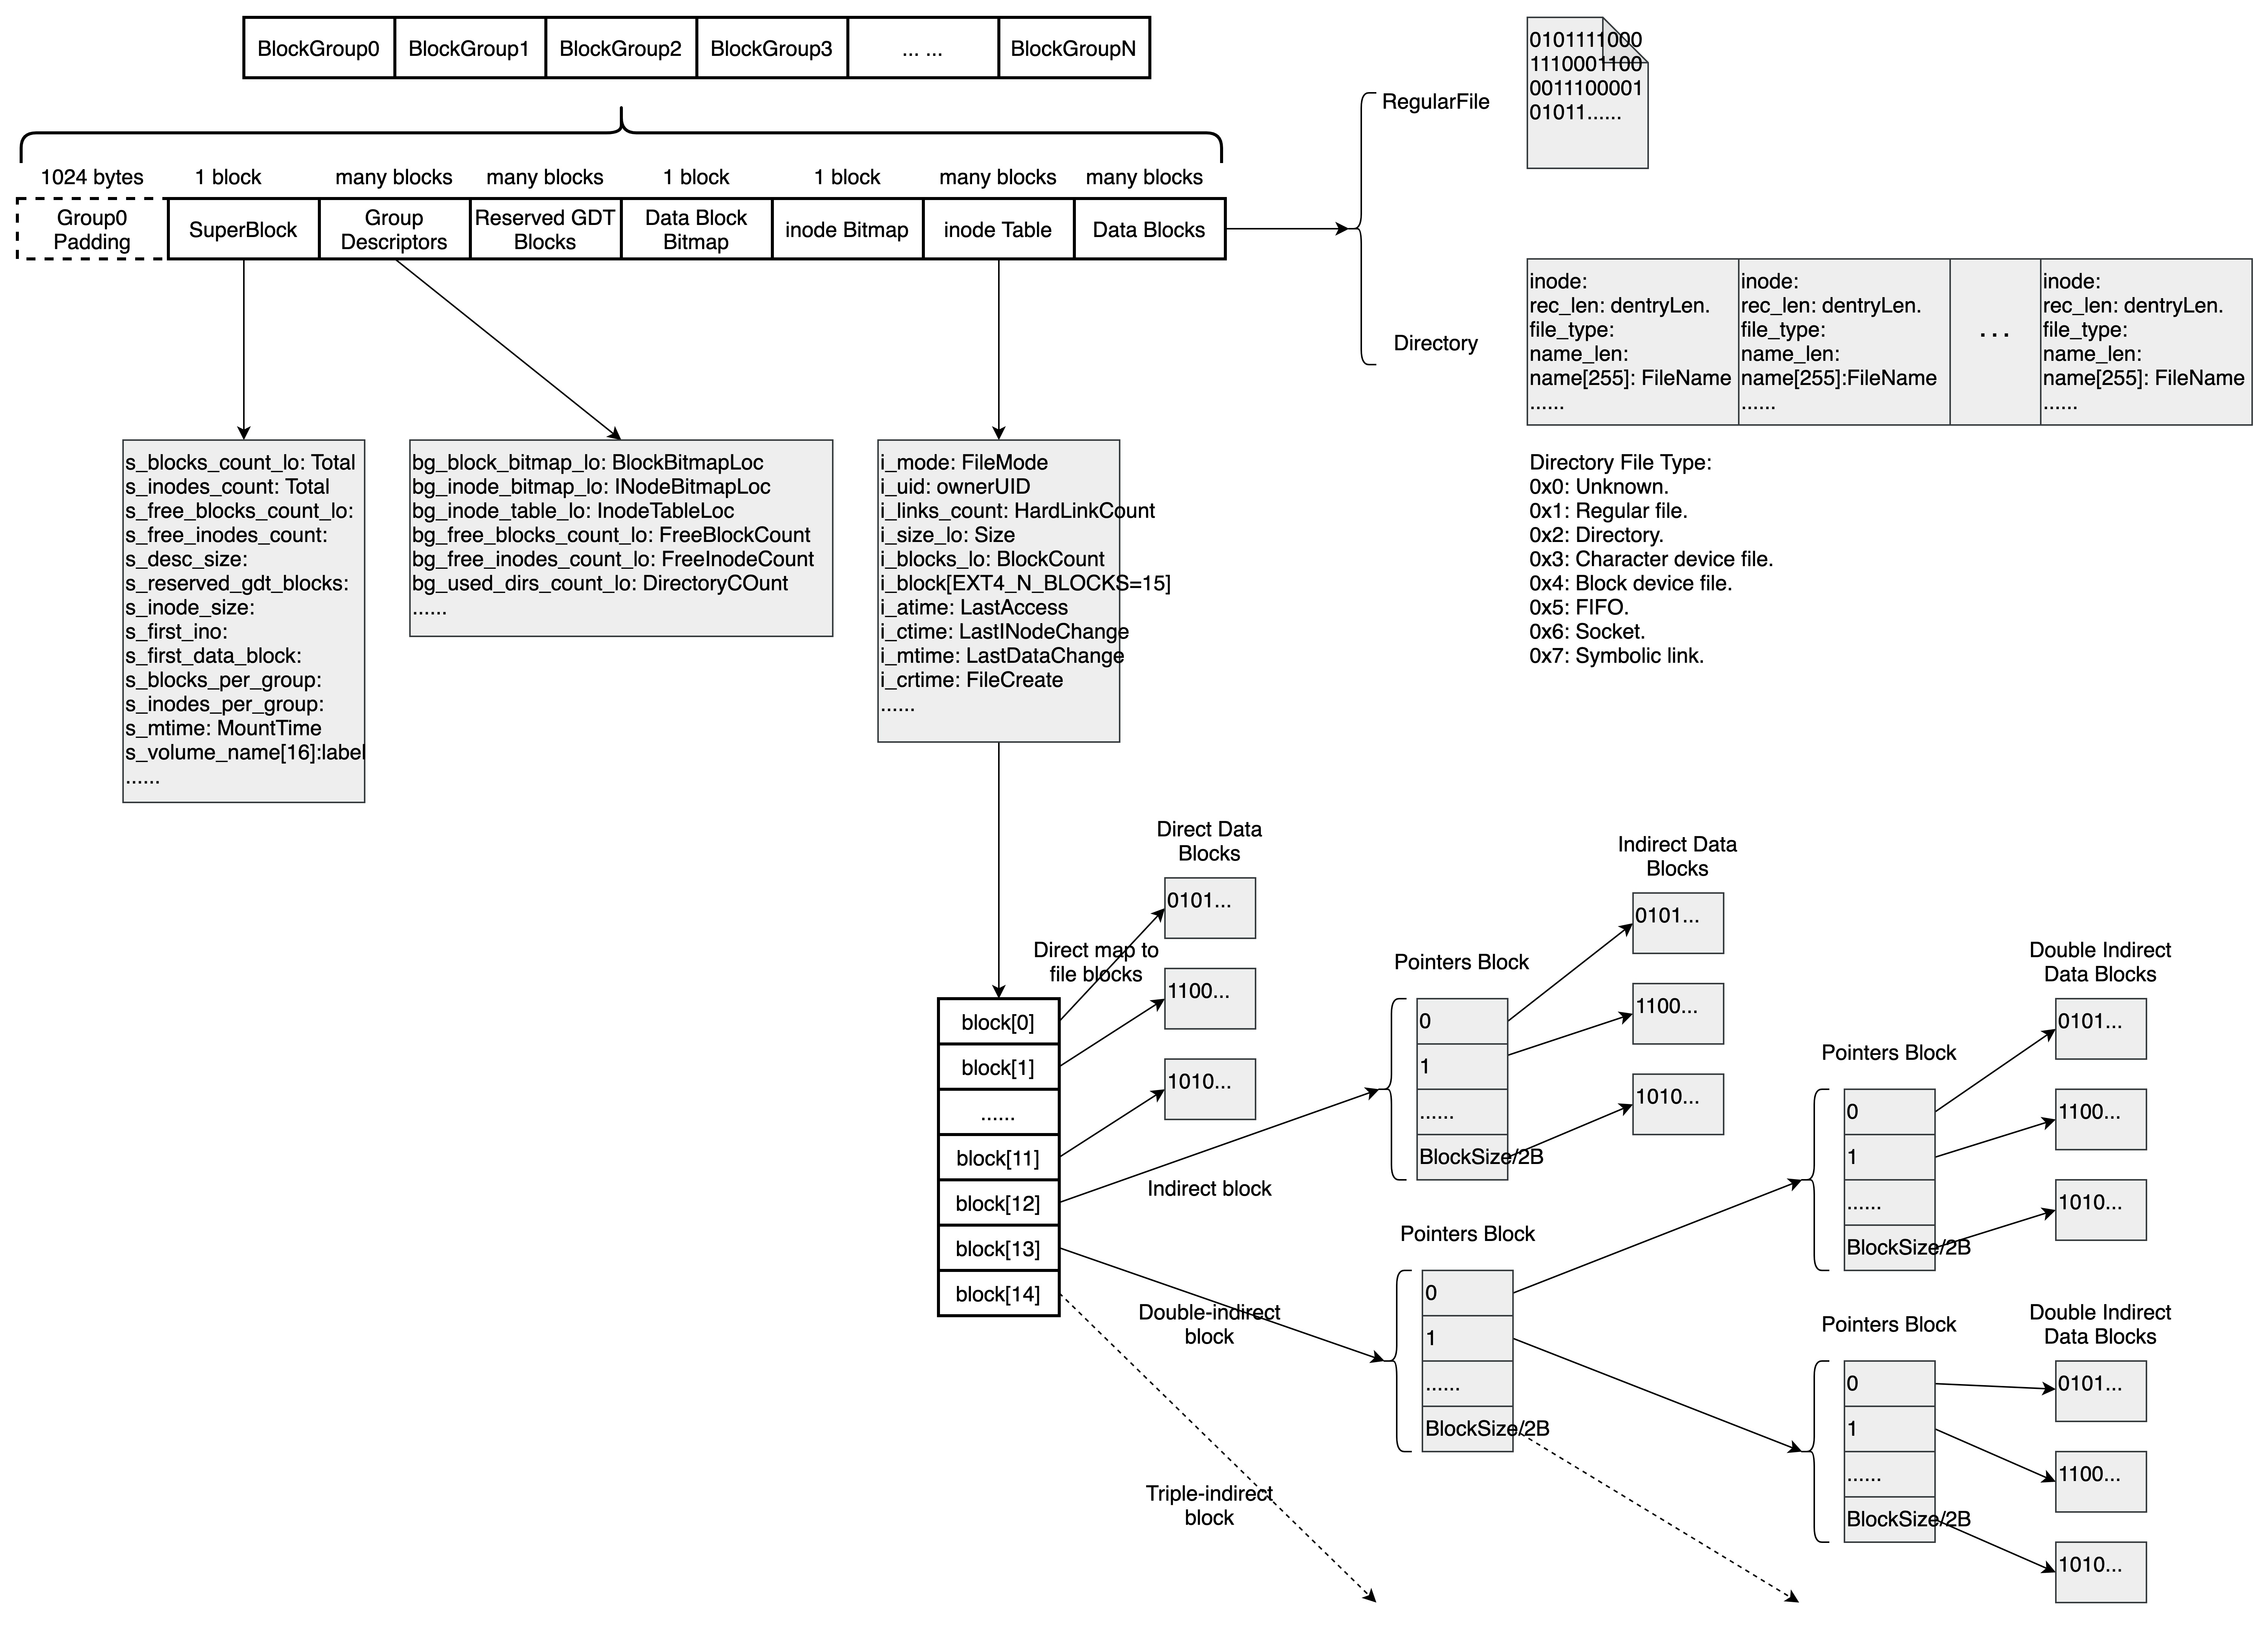 BlockGroup0
BlockGroup1
BlockGroup2
BlockGroup3
... ...
BlockGroupN
1024 bytes
1 block
many blocks
many blocks
1 block
1 block
many blocks
many blocks
Group0
Padding
SuperBlock
Group
Descriptors
Reserved GDT
Blocks
Data Block
Bitmap
inode Bitmap
inode Table
Data Blocks
RegularFile
0101111000
1110001100
0011100001
01011......
Directory
inode:
rec_len: dentryLen.
file_type:
name_len:
name[255]: FileName
......
inode:
rec_len: dentryLen.
file_type:
name_len:
name[255]:FileName
......
. . .
inode:
rec_len: dentryLen.
file_type:
name_len:
name[255]: FileName
......
s_blocks_count_lo: Total
s_inodes_count: Total
s_free_blocks_count_lo:
s_free_inodes_count:
s_desc_size:
s_reserved_gdt_blocks:
s_inode_size:
s_first_ino:
s_first_data_block:
s_blocks_per_group:
s_inodes_per_group:
s_mtime: MountTime
s_volume_name[16]:label
......
bg_block_bitmap_lo: BlockBitmapLoc
bg_inode_bitmap_lo: INodeBitmapLoc
bg_inode_table_lo: InodeTableLoc
bg_free_blocks_count_lo: FreeBlockCount
bg_free_inodes_count_lo: FreeInodeCount
bg_used_dirs_count_lo: DirectoryCOunt
......
i_mode: FileMode
i_uid: ownerUID
i_links_count: HardLinkCount
i_size_lo: Size
i_blocks_lo: BlockCount
i_block[EXT4_N_BLOCKS=15]
i_atime: LastAccess
i_ctime: LastINodeChange
i_mtime: LastDataChange
i_crtime: FileCreate
......
Directory File Type:
0x0: Unknown.
0x1: Regular file.
0x2: Directory.
0x3: Character device file.
0x4: Block device file.
0x5: FIFO.
0x6: Socket.
0x7: Symbolic link.
block[0]
block[1]
......
block[11]
block[12]
block[13]
block[14]
Direct map to
file blocks
Direct Data
Blocks
0101...
1100...
1010...
Indirect block
Pointers Block
0
1
......
BlockSize/2B
Indirect Data
Blocks
0101...
1100...
1010...
Double-indirect
block
Pointers Block
0
1
......
BlockSize/2B
Pointers Block
0
1
......
BlockSize/2B
Double Indirect
Data Blocks
0101...
1100...
1010...
Pointers Block
0
1
......
BlockSize/2B
Double Indirect
Data Blocks
0101...
1100...
1010...
Triple-indirect
block